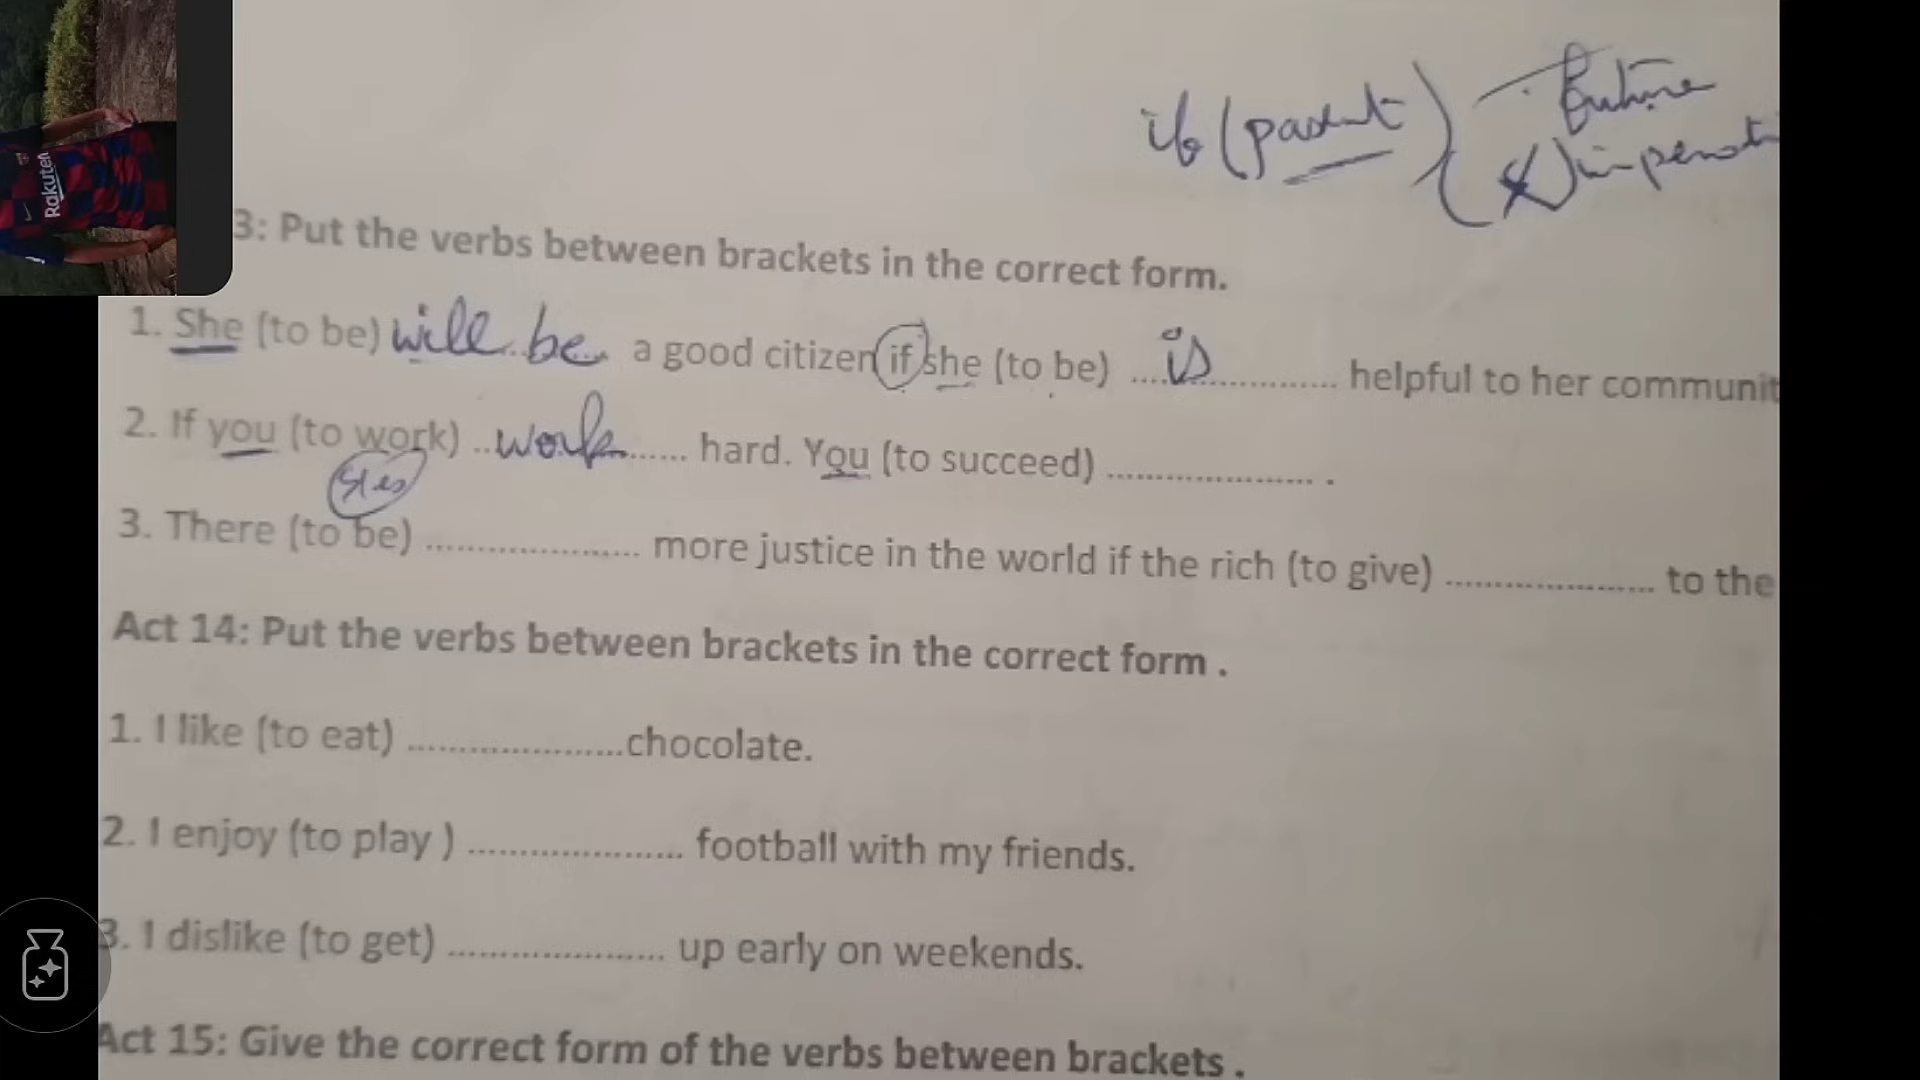 if (present) Future
imperati
3: Put the verbs between brackets in the correct form.
1. She (to be) will be a good citizen if she (to be) ....is............. helpful to her communit
2. If you (to work) ..work...... hard. You (to succeed) ..................... .
S/es
3. There (to be) ..................... more justice in the world if the rich (to give) ..................... to the
Act 14: Put the verbs between brackets in the correct form .
1. I like (to eat) .....................chocolate.
2. I enjoy (to play ) ..................... football with my friends.
3. I dislike (to get) ..................... up early on weekends.
Act 15: Give the correct form of the verbs between brackets .
Rakuten